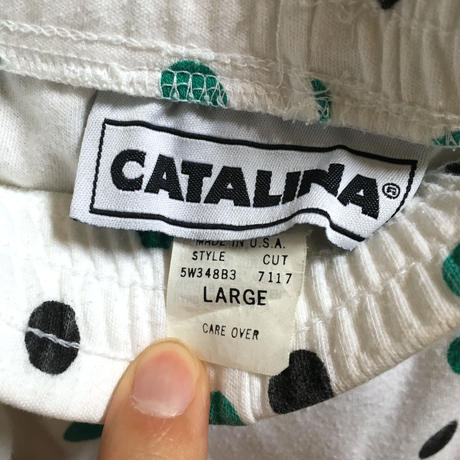 CATALINA®
MADE IN U.S.A.
STYLE CUT
5W348B3 7117
LARGE
CARE OVER